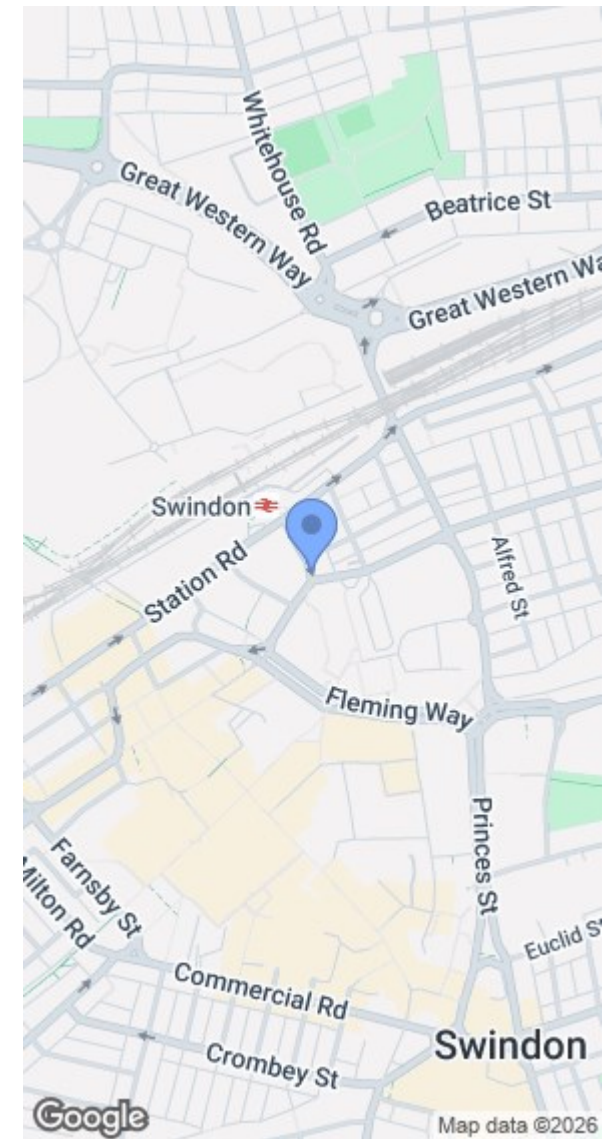 Whitehouse Rd
Great Western Way
Beatrice St
Great Western Wa
Swindon
Station Rd
Alfred St
Fleming Way
Princes St
Farnsby St
Milton Rd
Euclid St
Commercial Rd
Swindon
Crombey St
Google
Map data ©2026